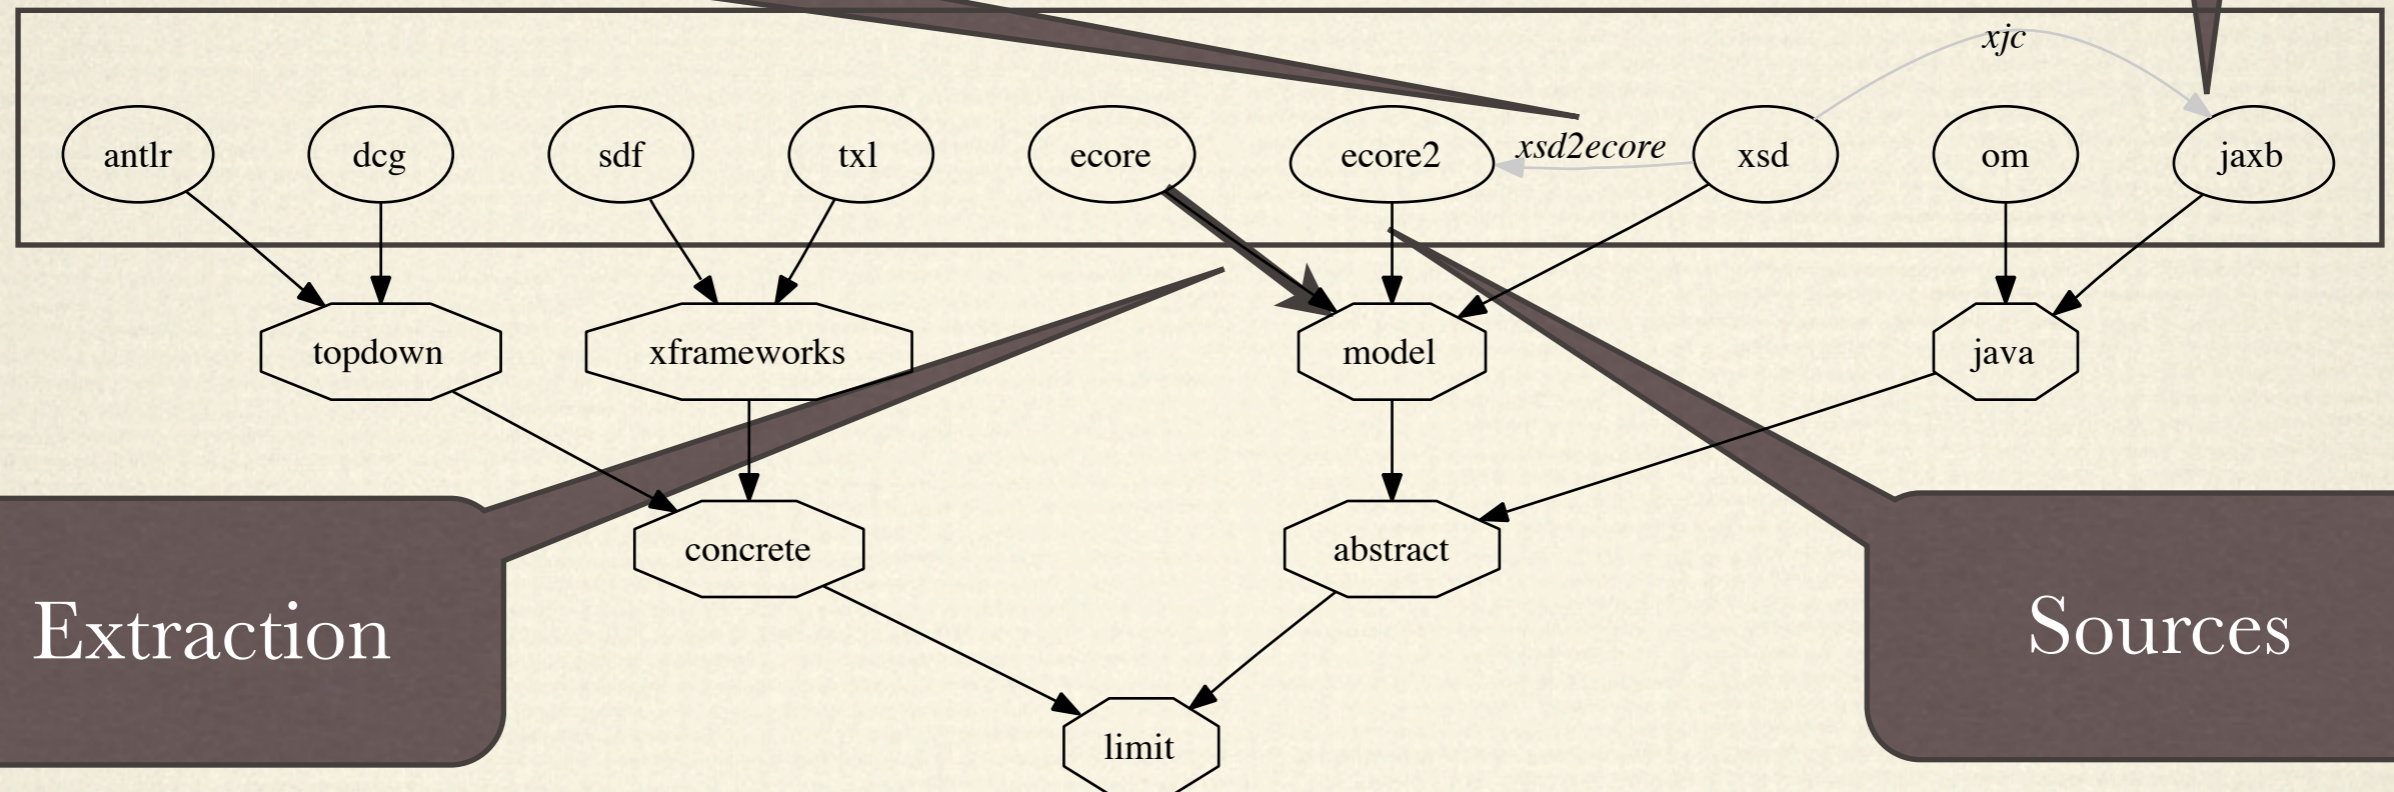 xjc
antlr
dcg
sdf
txl
ecore
ecore2
xsd2ecore
xsd
om
jaxb
topdown
xframeworks
model
java
concrete
abstract
Extraction
Sources
limit